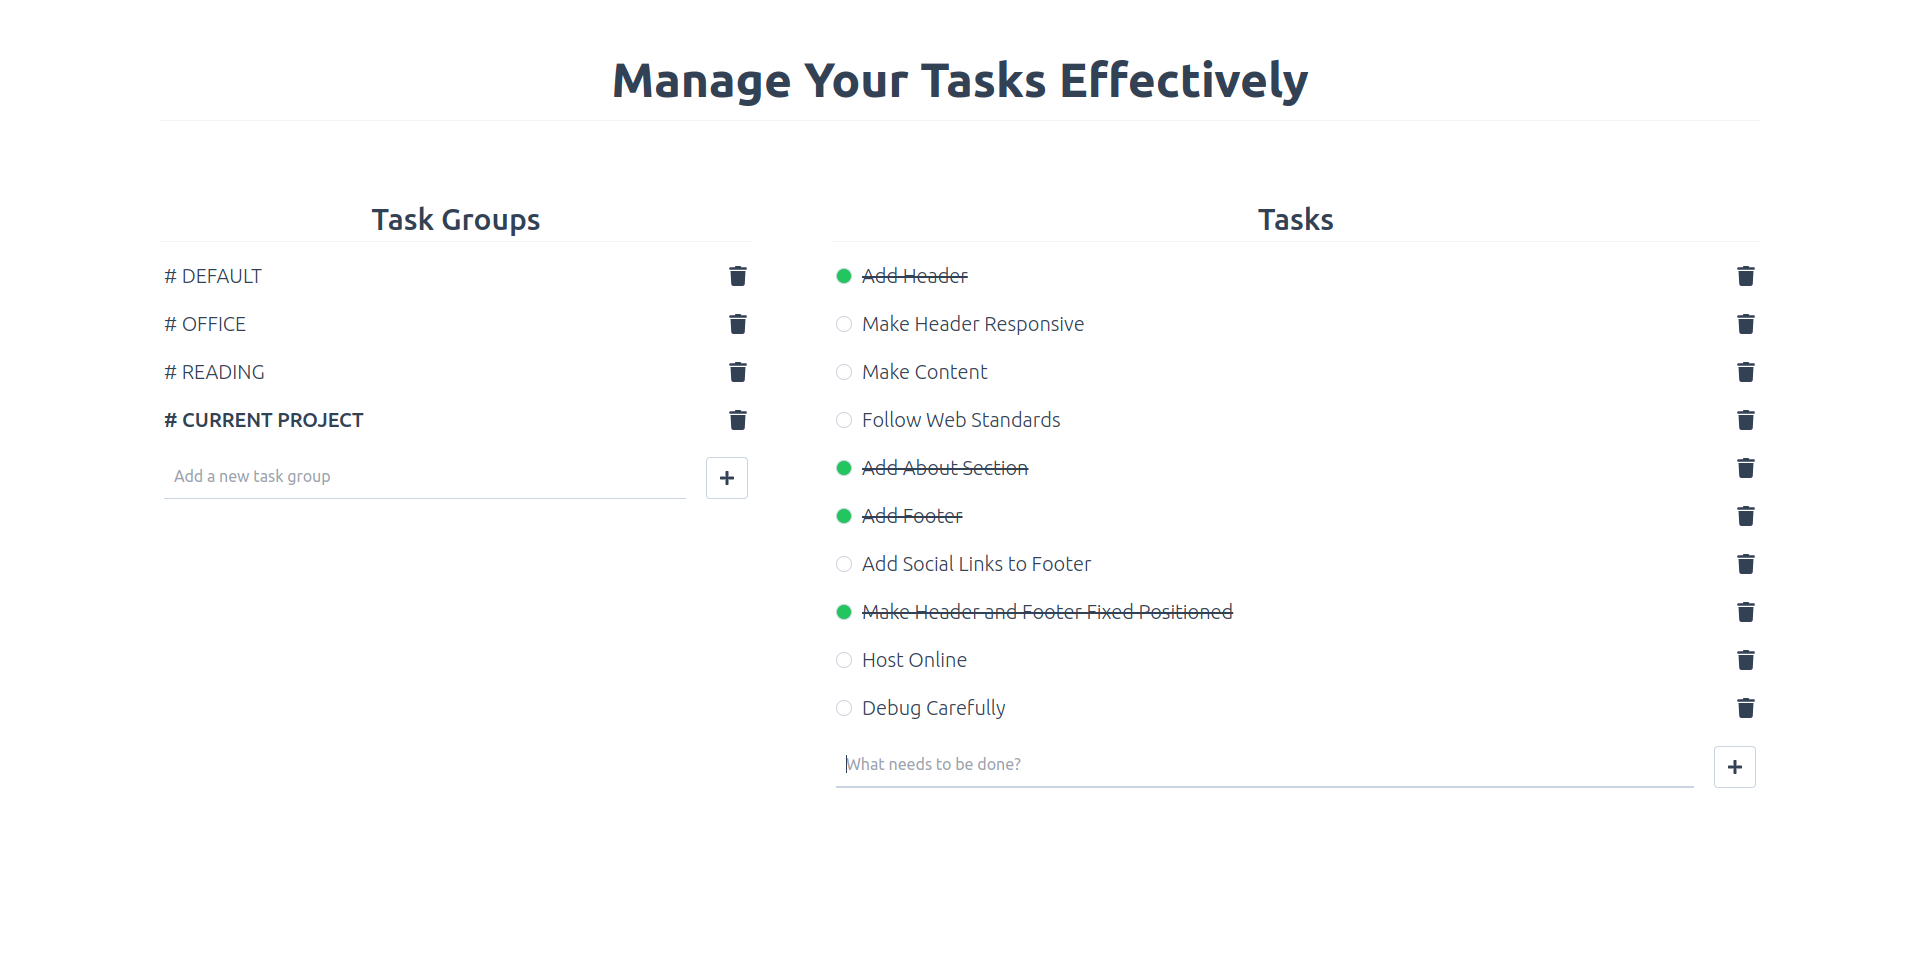 Manage Your Tasks Effectively
Task Groups
# DEFAULT
# OFFICE
# READING
# CURRENT PROJECT
Add a new task group
Tasks
Add Header
Make Header Responsive
Make Content
Follow Web Standards
Add About Section
Add Footer
Add Social Links to Footer
Make Header and Footer Fixed Positioned
Host Online
Debug Carefully
What needs to be done?